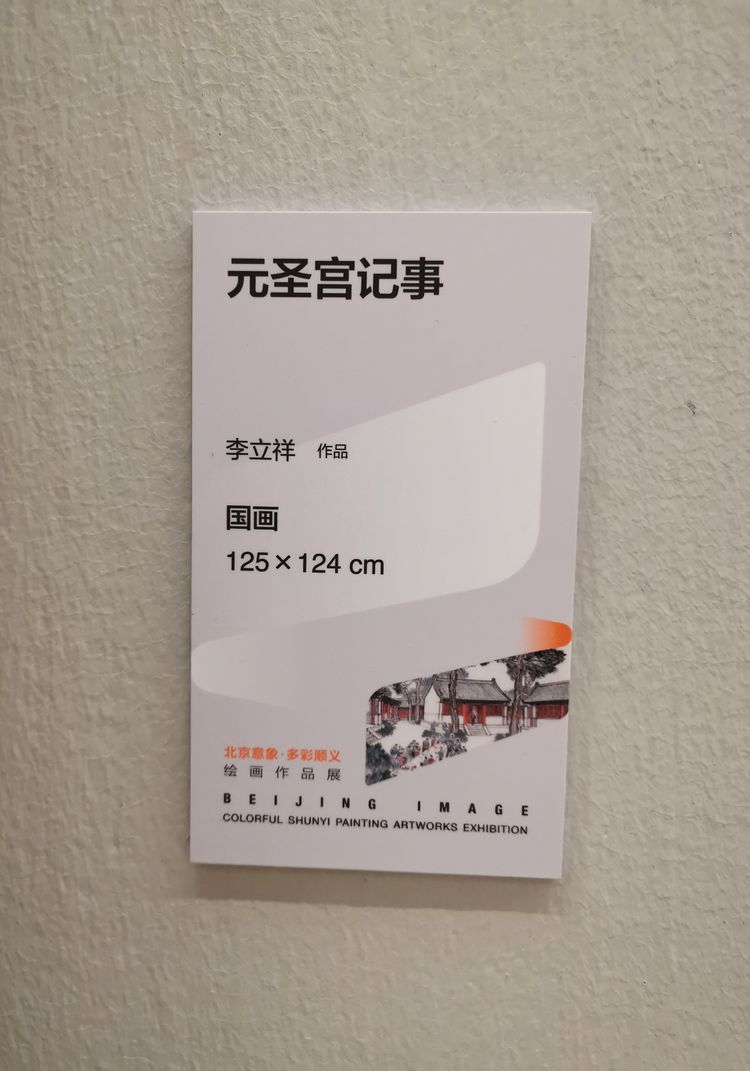 元圣宫记事
李立祥 作品
国画
125×124 cm
北京意象·多彩顺义
绘画作品展
BEIJING IMAGE
COLORFUL SHUNYI PAINTING ARTWORKS EXHIBITION